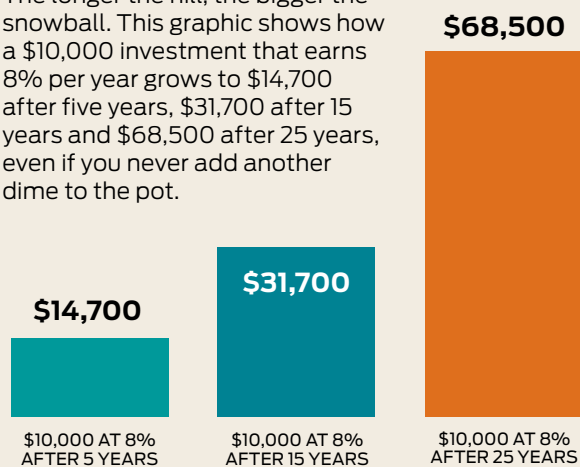 snowball. This graphic shows how
a $10,000 investment that earns
8% per year grows to $14,700
after five years, $31,700 after 15
years and $68,500 after 25 years,
even if you never add another
dime to the pot.
$68,500
$31,700
$14,700
$10,000 AT 8%
AFTER 5 YEARS
$10,000 AT 8%
AFTER 15 YEARS
$10,000 AT 8%
AFTER 25 YEARS